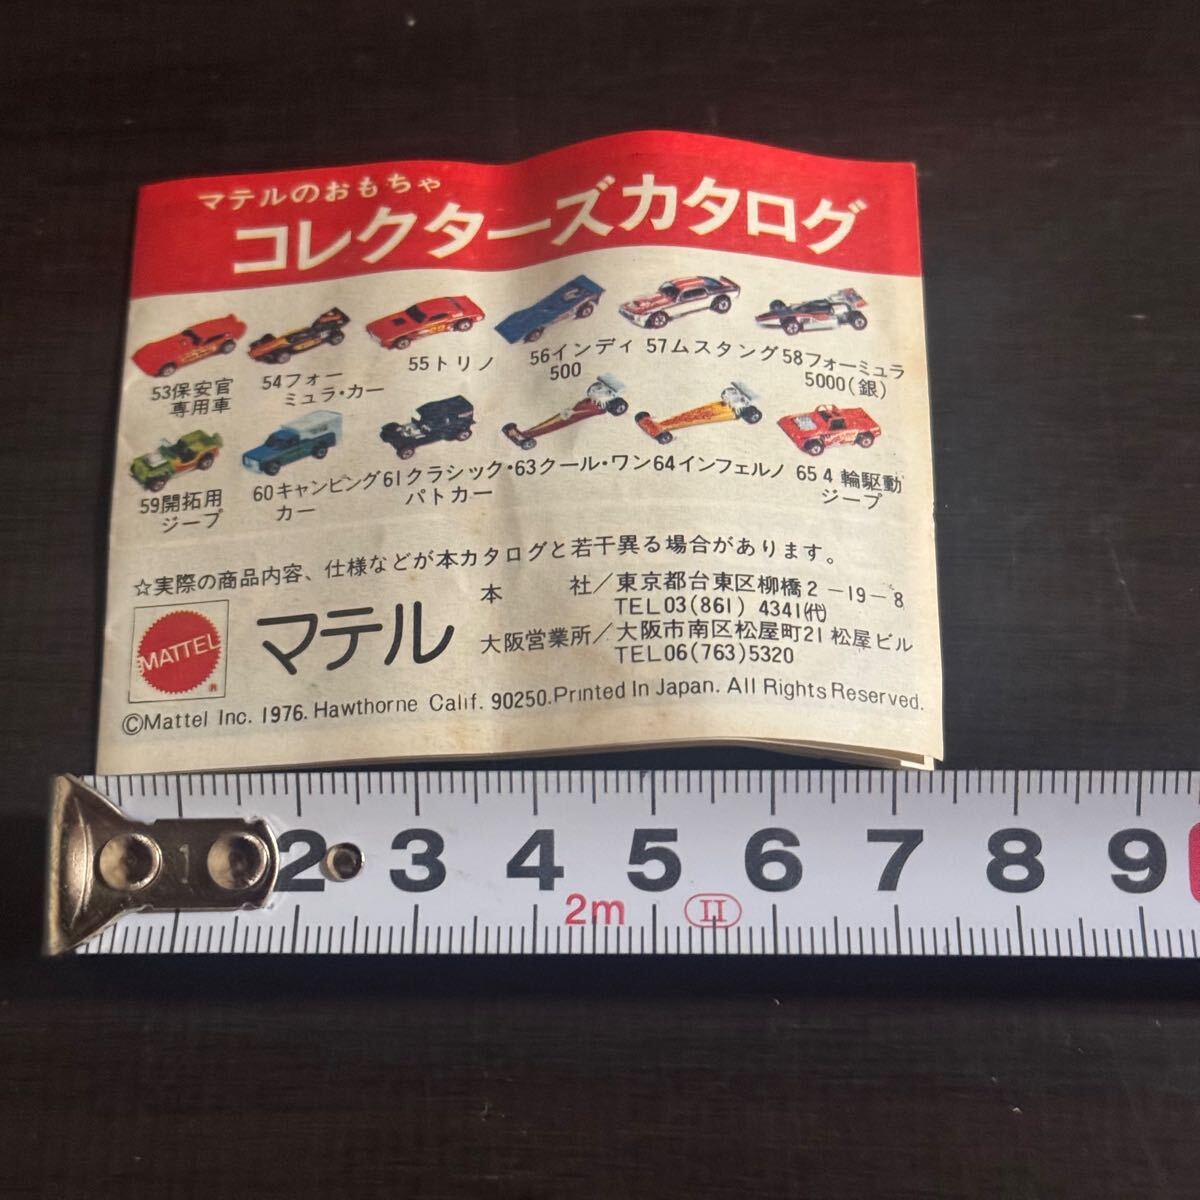 マテルのおもちゃ
コレクターズカタログ
53保安官
専用車
54フォー
ミュラ・カー
55トリノ
56インディ
500
57ムスタング
58フォーミュラ
5000(銀)
59開拓用
ジープ
60キャンピング
カー
61クラシック・
パトカー
63クール・ワン
64インフェルノ
65 4輪駆動
ジープ
☆実際の商品内容、仕様などが本カタログと若干異る場合があります。
MATTEL
®
マテル
本　　社／東京都台東区柳橋2-19-8
TEL03(861)4341㈹
大阪営業所／大阪市南区松屋町21松屋ビル
TEL06(763)5320
©Mattel Inc. 1976. Hawthorne Calif. 90250. Printed In Japan. All Rights Reserved.
1 2 3 4 5 6 7 8 9
2m II